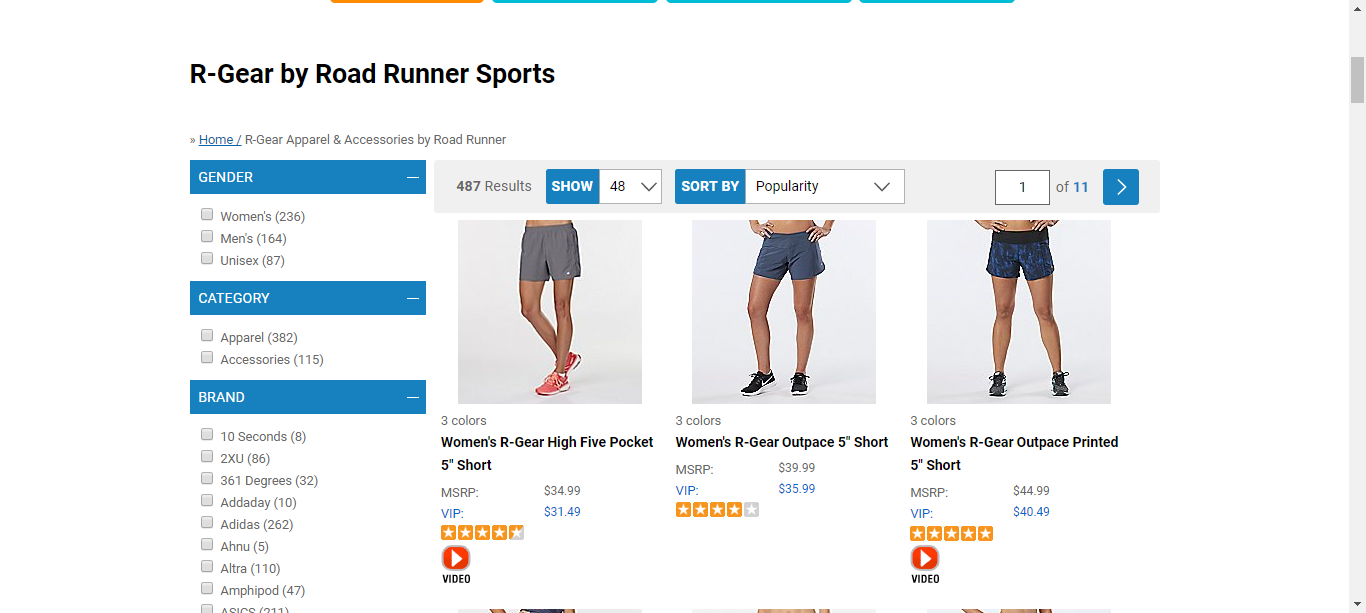 R-Gear by Road Runner Sports
» Home / R-Gear Apparel & Accessories by Road Runner
GENDER
Women's (236)
Men's (164)
Unisex (87)
CATEGORY
Apparel (382)
Accessories (115)
BRAND
10 Seconds (8)
2XU (86)
361 Degrees (32)
Addaday (10)
Adidas (262)
Ahnu (5)
Altra (110)
Amphipod (47)
ASICS (211)
487 Results SHOW 48 SORT BY Popularity 1 of 11
3 colors
Women's R-Gear High Five Pocket
5" Short
MSRP: $34.99
VIP: $31.49
VIDEO
3 colors
Women's R-Gear Outpace 5" Short
MSRP: $39.99
VIP: $35.99
3 colors
Women's R-Gear Outpace Printed
5" Short
MSRP: $44.99
VIP: $40.49
VIDEO